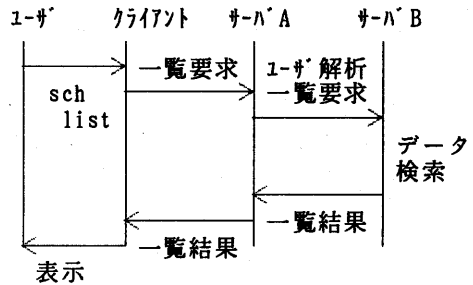 ﾕｰｻﾞ ｸﾗｲｱﾝﾄ ｻｰﾊﾞA ｻｰﾊﾞB
一覧要求
ﾕｰｻﾞ解析
sch
list
一覧要求
データ
検索
一覧結果
一覧結果
表示